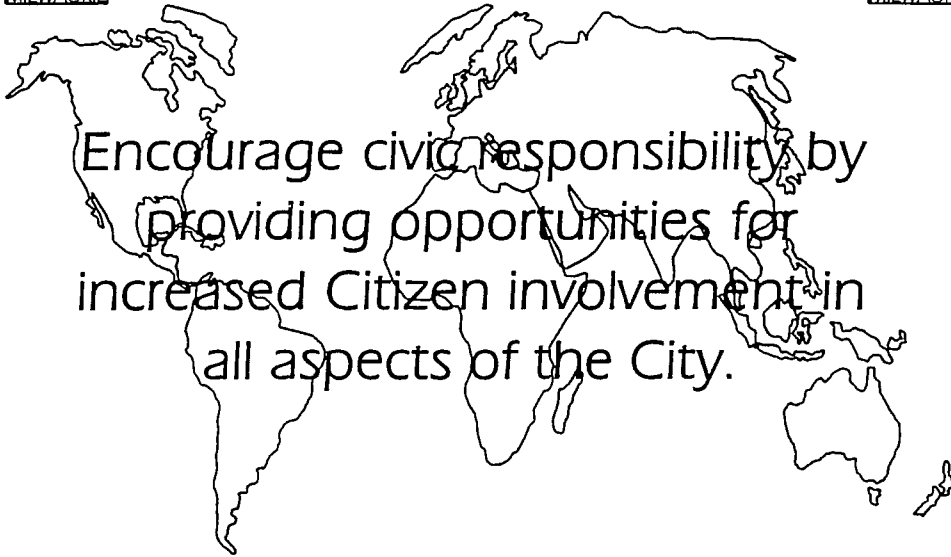 Encourage civic responsibility by
providing opportunities for
increased Citizen involvement in
all aspects of the City.